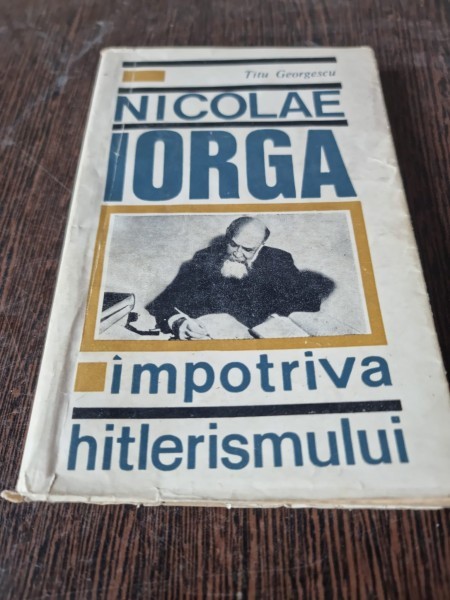 Titu Georgescu
NICOLAE
IORGA
împotriva
hitlerismului